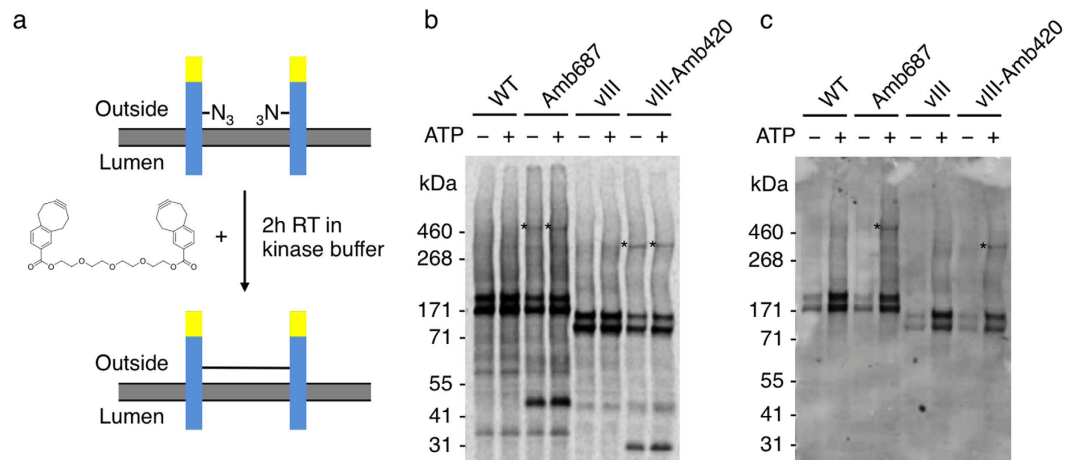 a
Outside
N3
3N
Lumen
O
O
O
O
O
O
O
+
2h RT in
kinase buffer
Outside
Lumen
b
WT
Amb687
vIII
vIII-Amb420
ATP
– + – + – + – +
kDa
460 -
268 -
171 -
71 -
55 -
41 -
31 -
* *
* *
c
WT
Amb687
vIII
vIII-Amb420
ATP
– + – + – + – +
kDa
460 -
268 -
171 -
71 -
55 -
41 -
31 -
*
*